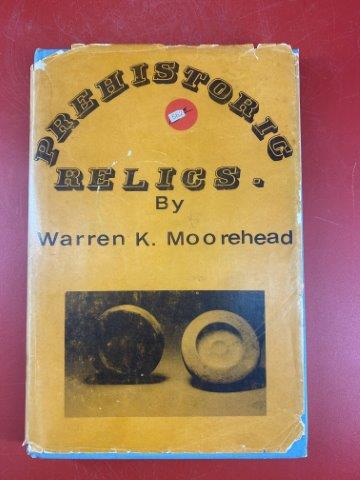 PREHISTORIC
RELICS.
By
Warren K. Moorehead